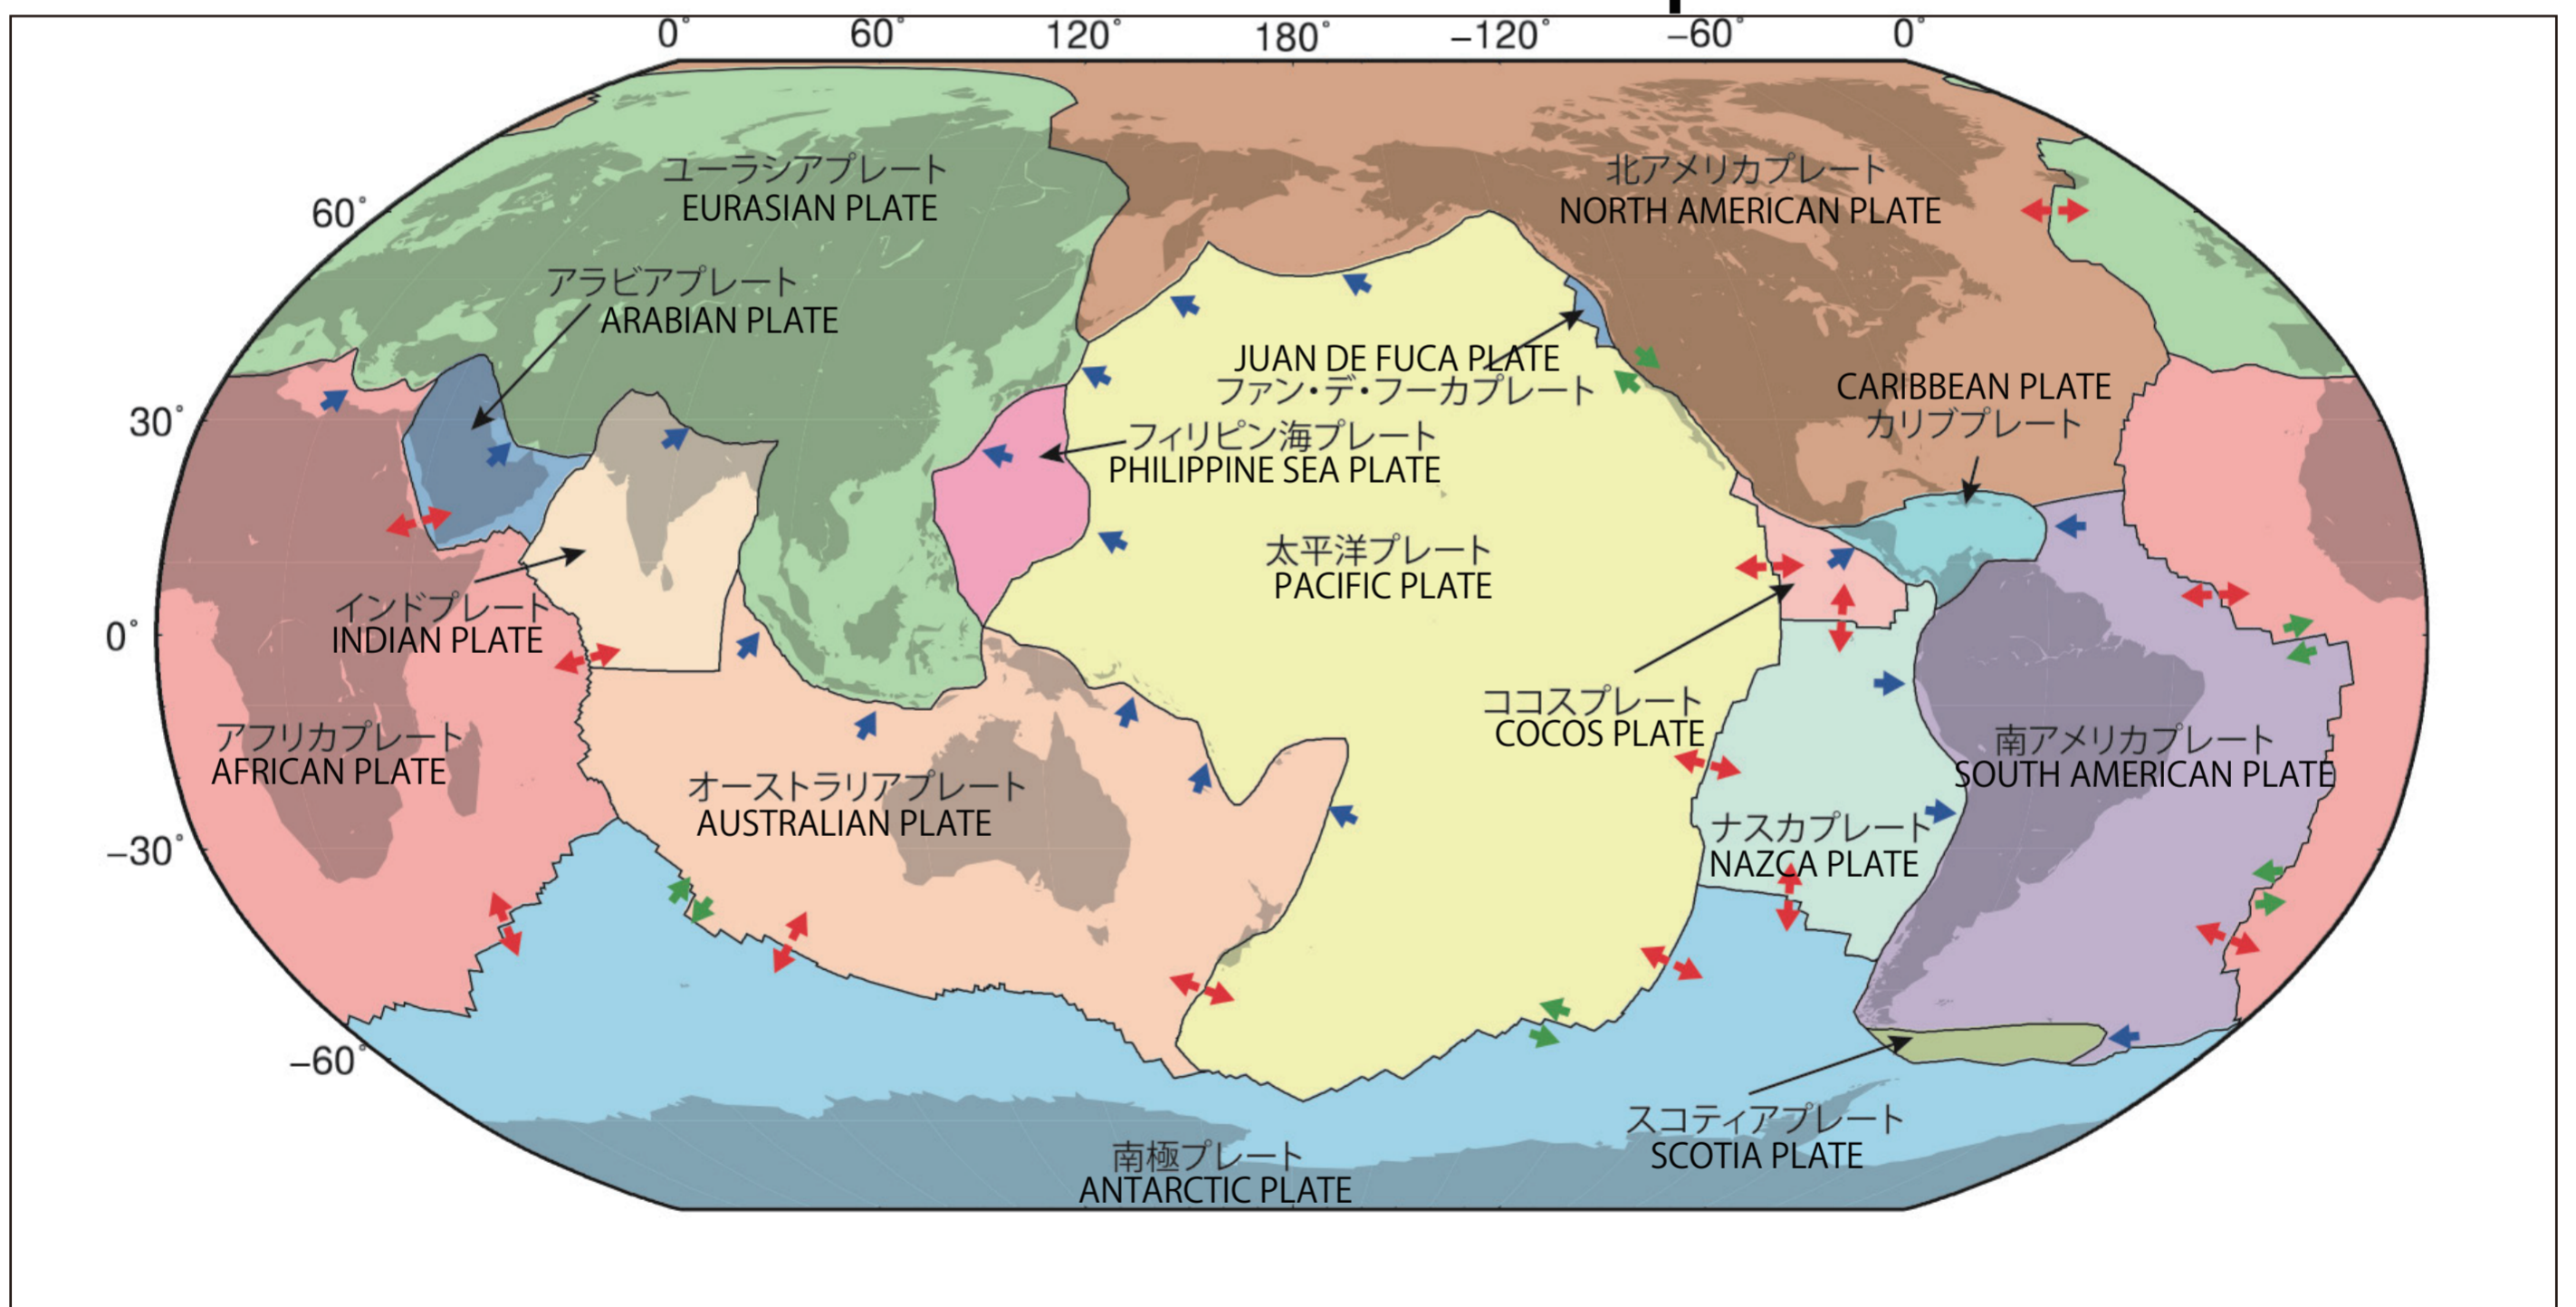 0° 60° 120° 180° −120° −60° 0°
60°
30°
0°
−30°
−60°
ユーラシアプレート
EURASIAN PLATE
北アメリカプレート
NORTH AMERICAN PLATE
アラビアプレート
ARABIAN PLATE
JUAN DE FUCA PLATE
ファン・デ・フーカプレート
CARIBBEAN PLATE
カリブプレート
フィリピン海プレート
PHILIPPINE SEA PLATE
太平洋プレート
PACIFIC PLATE
インドプレート
INDIAN PLATE
ココスプレート
COCOS PLATE
アフリカプレート
AFRICAN PLATE
オーストラリアプレート
AUSTRALIAN PLATE
南アメリカプレート
SOUTH AMERICAN PLATE
ナスカプレート
NAZCA PLATE
スコティアプレート
SCOTIA PLATE
南極プレート
ANTARCTIC PLATE